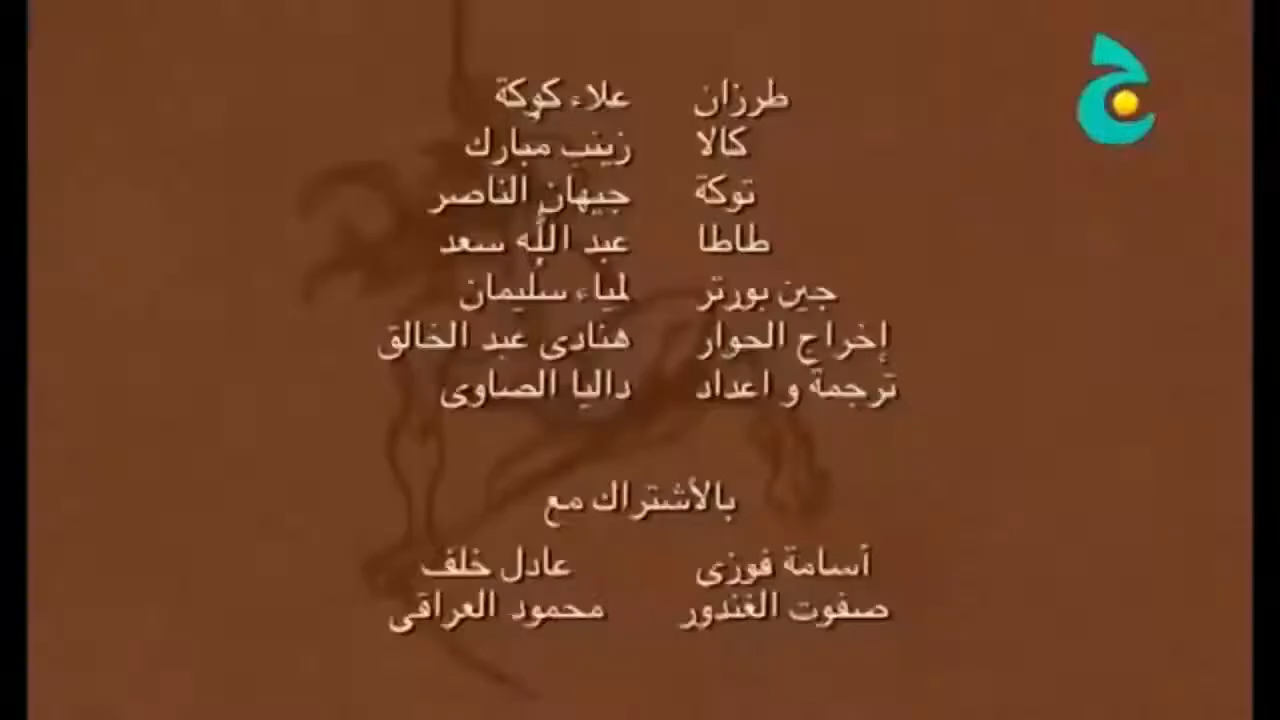 طرزان علاء كوكة
كالا زينب مبارك
توكة جيهان الناصر
طاطا عبد الله سعد
جين بورتر لمياء سليمان
إخراج الحوار هنادى عبد الخالق
ترجمة و اعداد داليا الصاوى
بالأشتراك مع
أسامة فوزى عادل خلف
صفوت الغندور محمود العراقى
ج